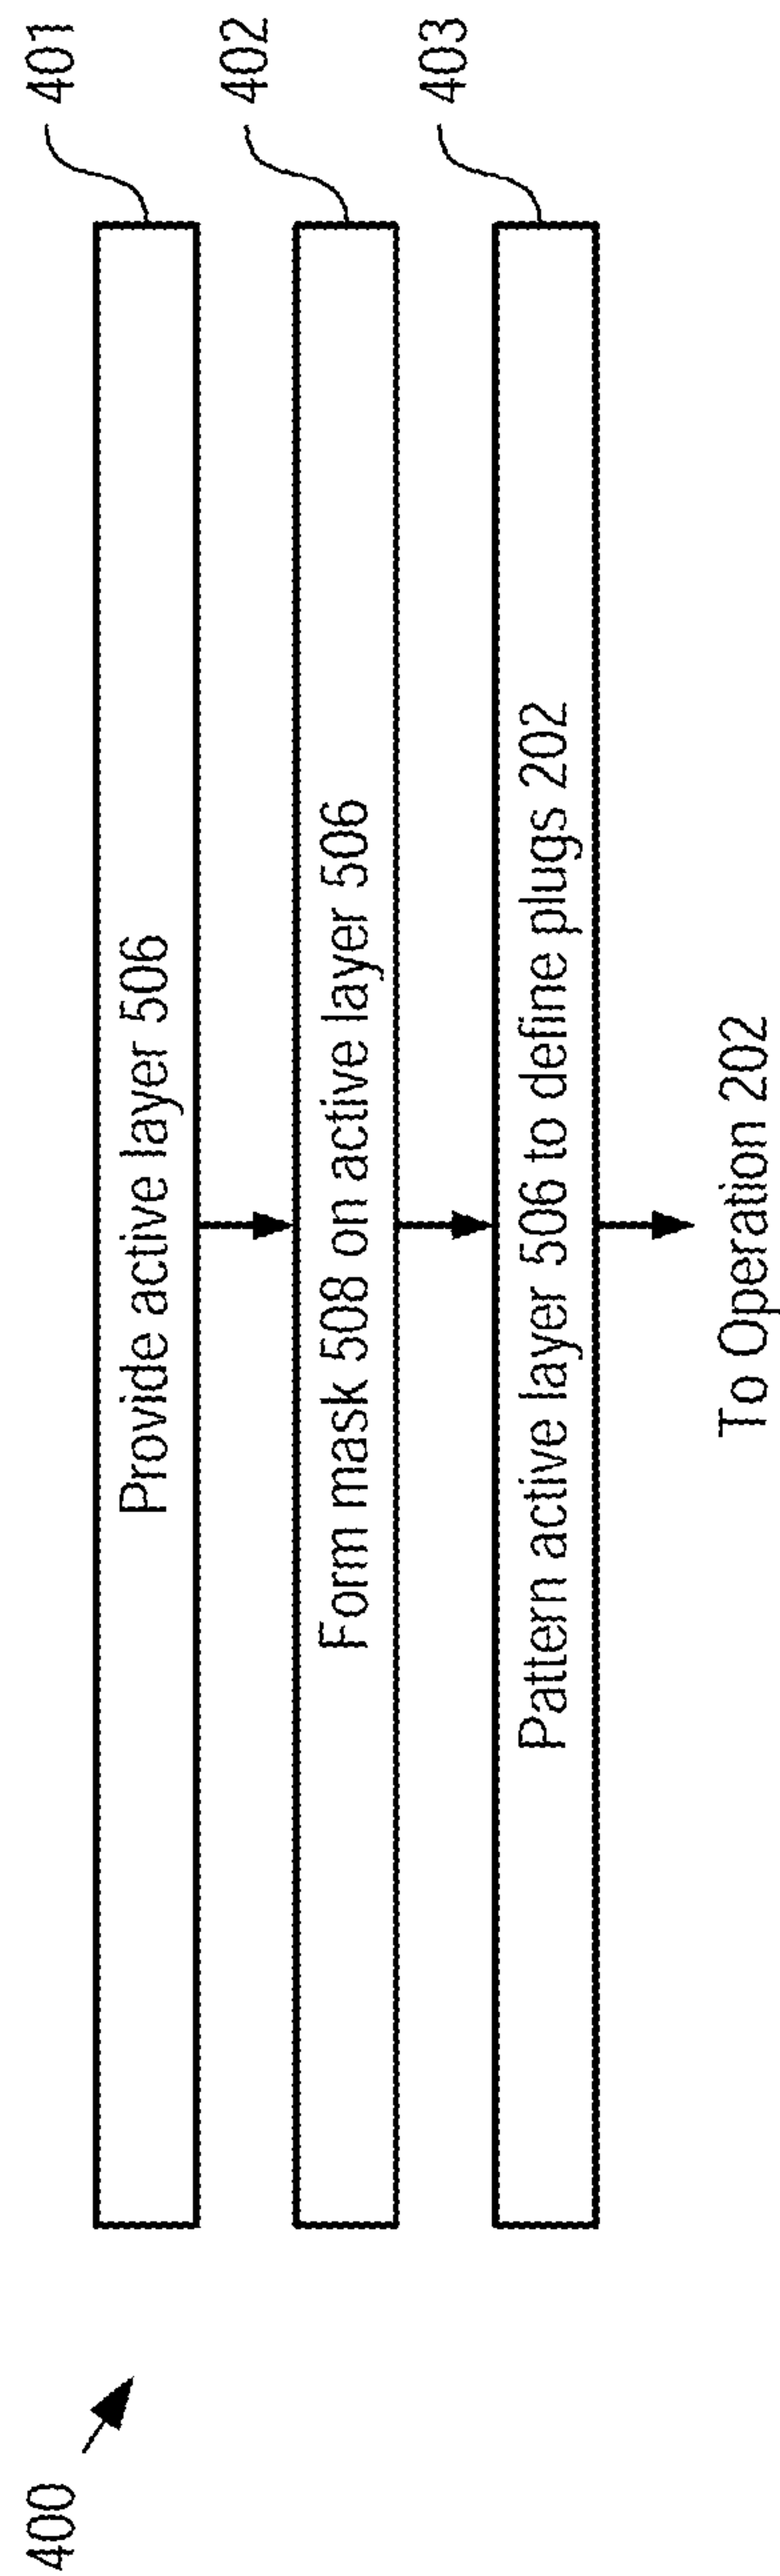 400
Provide active layer 506
401
Form mask 508 on active layer 506
402
Pattern active layer 506 to define plugs 202
403
To Operation 202